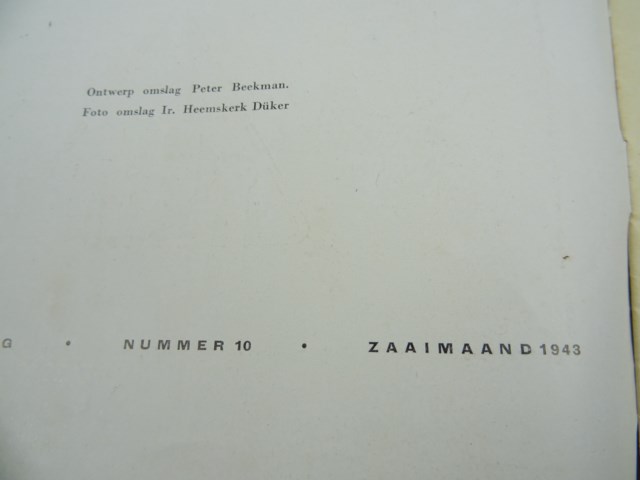 Ontwerp omslag Peter Beekman.
Foto omslag Ir. Heemskerk Düker
G • NUMMER 10 • ZAAIMAAND 1943